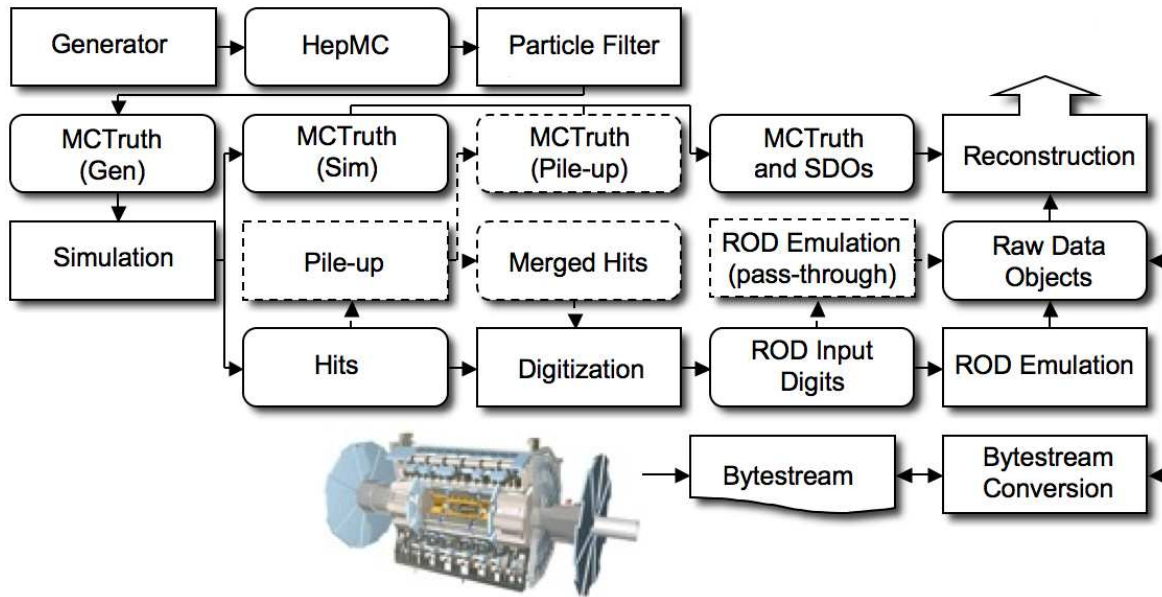 Generator
HepMC
Particle Filter
MCTruth
(Gen)
MCTruth
(Sim)
MCTruth
(Pile-up)
MCTruth
and SDOs
Reconstruction
Simulation
Pile-up
Merged Hits
ROD Emulation
(pass-through)
Raw Data
Objects
Hits
Digitization
ROD Input
Digits
ROD Emulation
Bytestream
Bytestream
Conversion